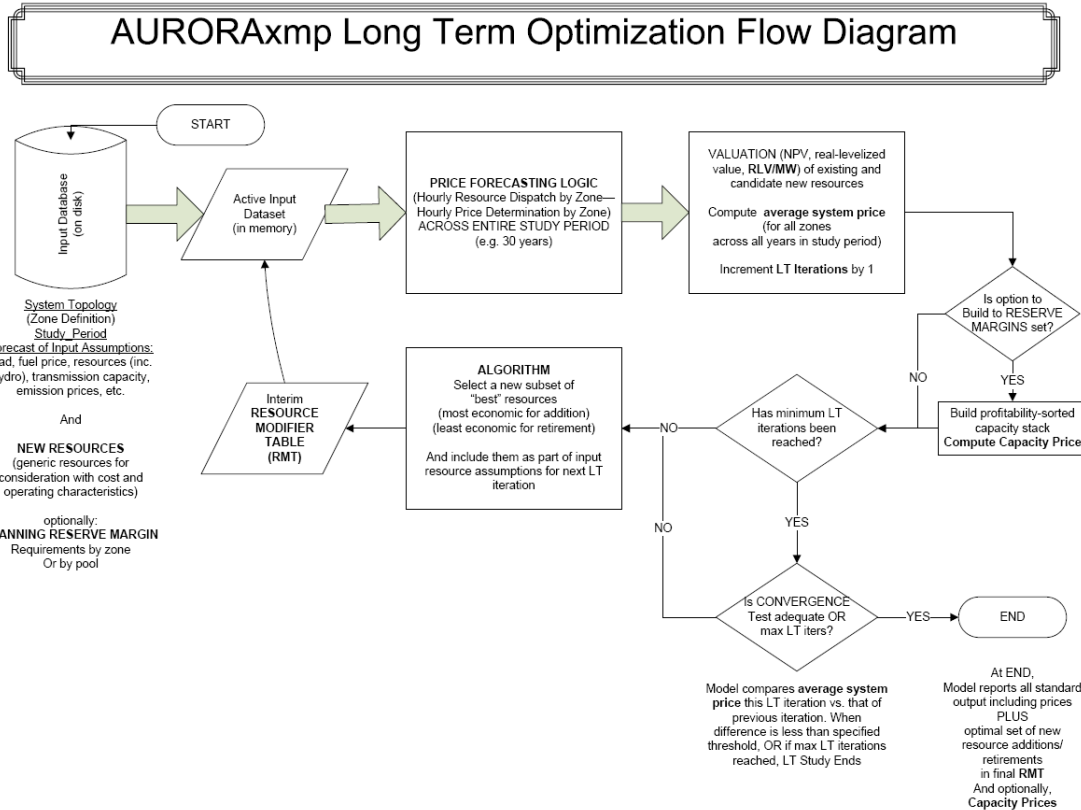 AURORAxmp Long Term Optimization Flow Diagram
START
Input Database
(on disk)
Active Input
Dataset
(in memory)
PRICE FORECASTING LOGIC
(Hourly Resource Dispatch by Zone—
Hourly Price Determination by Zone)
ACROSS ENTIRE STUDY PERIOD
(e.g. 30 years)
VALUATION (NPV, real-levelized
value, RLV/MW) of existing and
candidate new resources
Compute average system price
(for all zones
across all years in study period)
Increment LT Iterations by 1
Is option to
Build to RESERVE
MARGINS set?
NO
YES
Build profitability-sorted
capacity stack
Compute Capacity Price
Has minimum LT
iterations been
reached?
NO
YES
ALGORITHM
Select a new subset of
“best” resources
(most economic for addition)
(least economic for retirement)
And include them as part of input
resource assumptions for next LT
iteration
Interim
RESOURCE
MODIFIER
TABLE
(RMT)
System Topology
(Zone Definition)
Study_Period
orecast of Input Assumptions:
ad, fuel price, resources (inc.
ydro), transmission capacity,
emission prices, etc.
And
NEW RESOURCES
(generic resources for
consideration with cost and
operating characteristics)
optionally:
ANNING RESERVE MARGIN
Requirements by zone
Or by pool
NO
Is CONVERGENCE
Test adequate OR
max LT iters?
YES
END
Model compares average system
price this LT iteration vs. that of
previous iteration. When
difference is less than specified
threshold, OR if max LT iterations
reached, LT Study Ends
At END,
Model reports all standard
output including prices
PLUS
optimal set of new
resource additions/
retirements
in final RMT
And optionally,
Capacity Prices